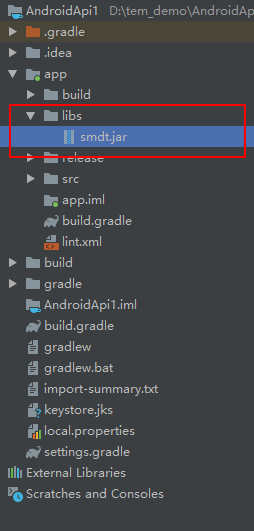 AndroidApi1 D:\tem_demo\AndroidAp
.gradle
.idea
app
build
libs
smdt.jar
release
src
app.iml
build.gradle
lint.xml
build
gradle
AndroidApi1.iml
build.gradle
gradlew
gradlew.bat
import-summary.txt
keystore.jks
local.properties
settings.gradle
External Libraries
Scratches and Consoles